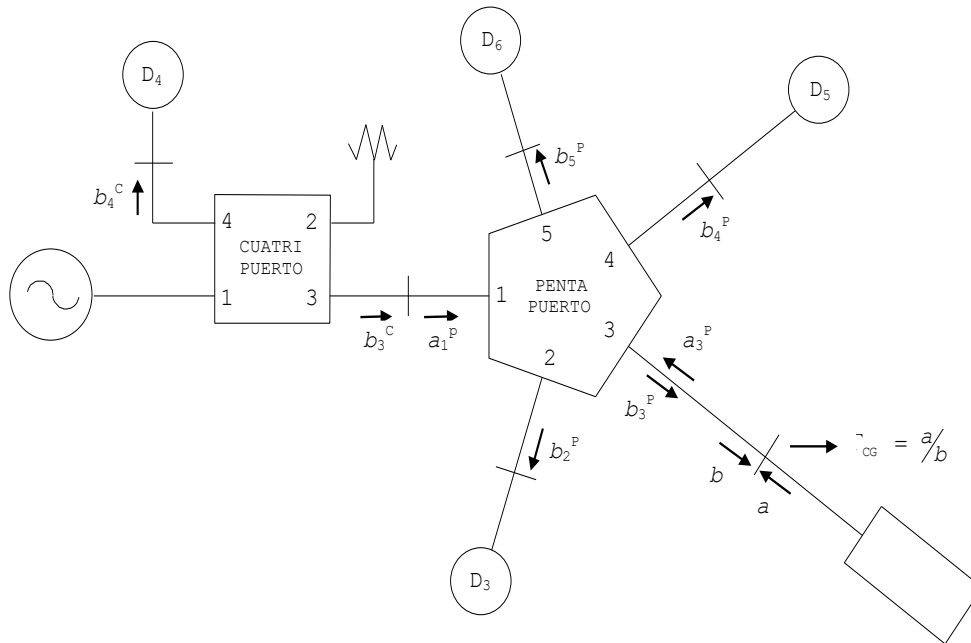 D₆
D₄
D₅
b₅ᴾ
b₄ᶜ
b₄ᴾ
4 2
CUATRI
PUERTO
1 3
5
4
PENTA
PUERTO
1
3
2
b₃ᶜ
a₁ᵖ
a₃ᴾ
b₃ᴾ
b₂ᴾ
CG = a/b
b
a
D₃